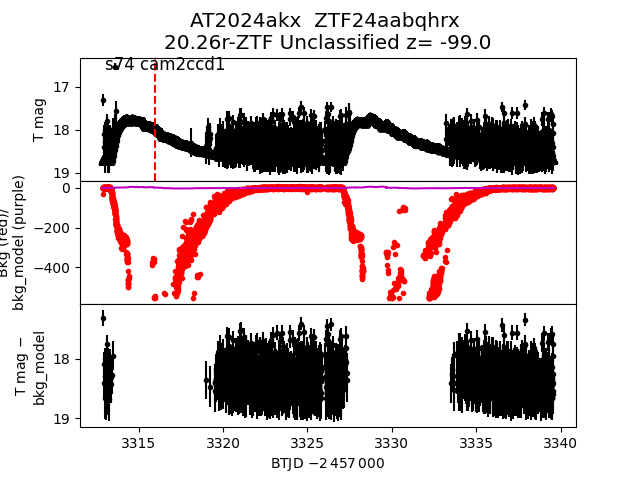 AT2024akx  ZTF24aabqhrx
20.26r-ZTF Unclassified z= -99.0
s74 cam2ccd1
T mag
17
18
19
Bkg (red)/
bkg_model (purple)
0
−200
−400
T mag −
bkg_model
18
19
3315
3320
3325
3330
3335
3340
BTJD −2 457 000